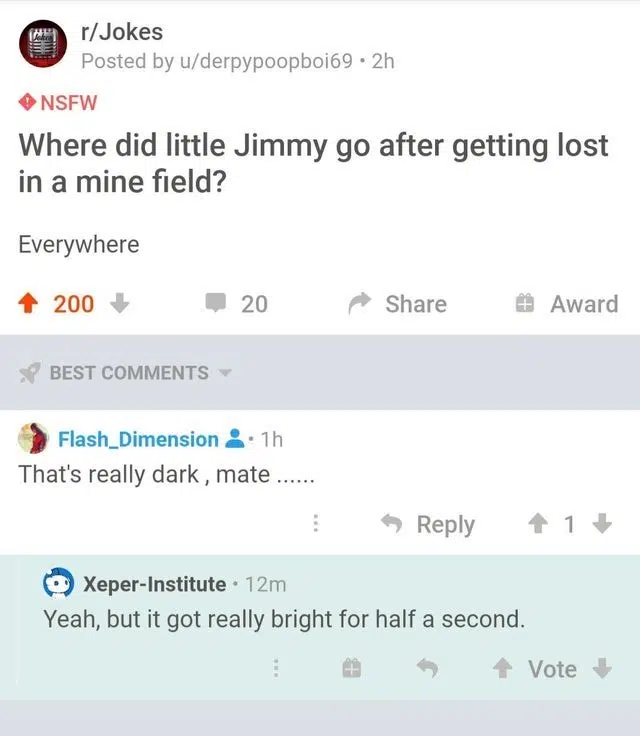 r/Jokes
Posted by u/derpypoopboi69 • 2h
NSFW
Where did little Jimmy go after getting lost
in a mine field?
Everywhere
200
20
Share
Award
BEST COMMENTS
Flash_Dimension • 1h
That's really dark , mate ......
Reply
1
Xeper-Institute • 12m
Yeah, but it got really bright for half a second.
Vote